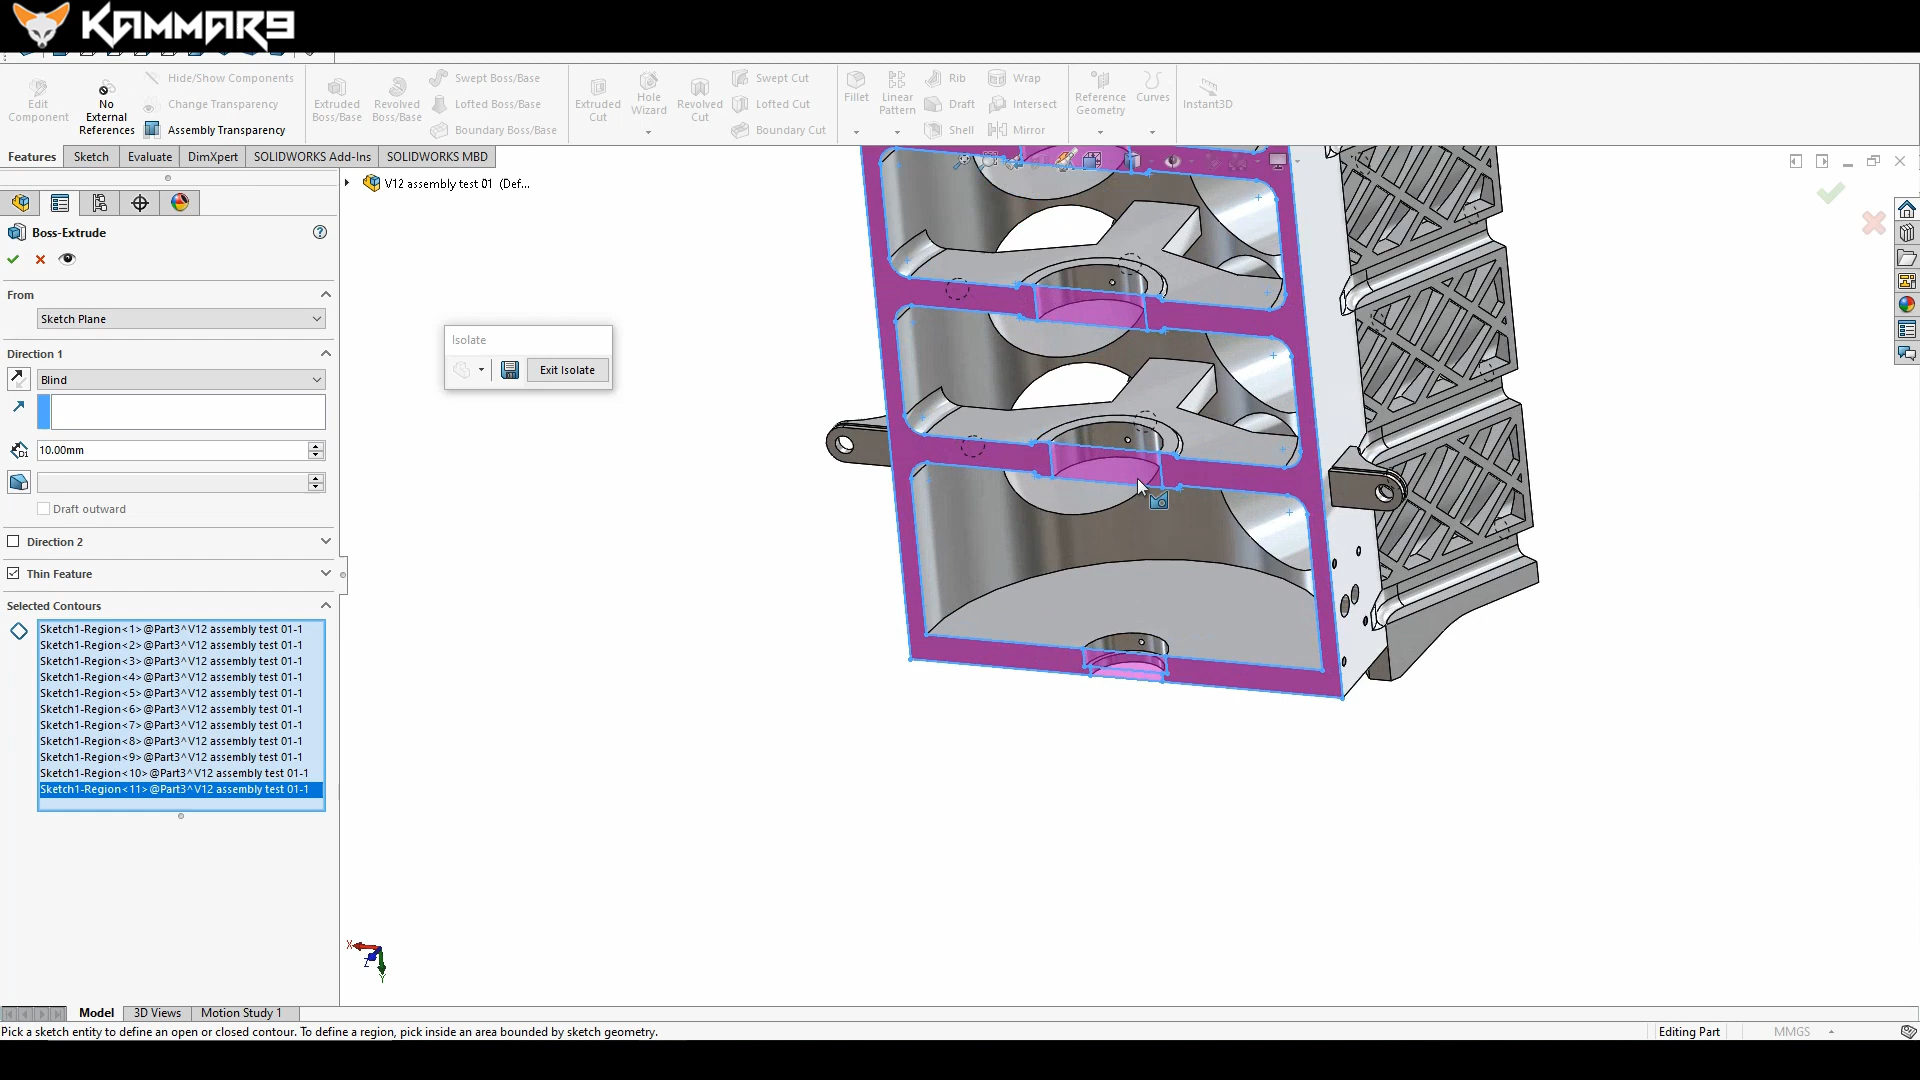 KAMMAR9
Edit Component
No External References
Hide/Show Components
Change Transparency
Assembly Transparency
Extruded Boss/Base
Revolved Boss/Base
Swept Boss/Base
Lofted Boss/Base
Boundary Boss/Base
Extruded Cut
Hole Wizard
Revolved Cut
Swept Cut
Lofted Cut
Boundary Cut
Fillet
Linear Pattern
Rib
Draft
Shell
Wrap
Intersect
Mirror
Reference Geometry
Curves
Instant3D
Features
Sketch
Evaluate
DimXpert
SOLIDWORKS Add-Ins
SOLIDWORKS MBD
V12 assembly test 01 (Def...
Boss-Extrude
From
Sketch Plane
Direction 1
Blind
D1
10.00mm
Draft outward
Direction 2
Thin Feature
Selected Contours
Sketch1-Region<1>@Part3^V12 assembly test 01-1
Sketch1-Region<2>@Part3^V12 assembly test 01-1
Sketch1-Region<3>@Part3^V12 assembly test 01-1
Sketch1-Region<4>@Part3^V12 assembly test 01-1
Sketch1-Region<5>@Part3^V12 assembly test 01-1
Sketch1-Region<6>@Part3^V12 assembly test 01-1
Sketch1-Region<7>@Part3^V12 assembly test 01-1
Sketch1-Region<8>@Part3^V12 assembly test 01-1
Sketch1-Region<9>@Part3^V12 assembly test 01-1
Sketch1-Region<10>@Part3^V12 assembly test 01-1
Sketch1-Region<11>@Part3^V12 assembly test 01-1
Isolate
Exit Isolate
X
Z
Y
Model
3D Views
Motion Study 1
Pick a sketch entity to define an open or closed contour. To define a region, pick inside an area bounded by sketch geometry.
Editing Part
MMGS